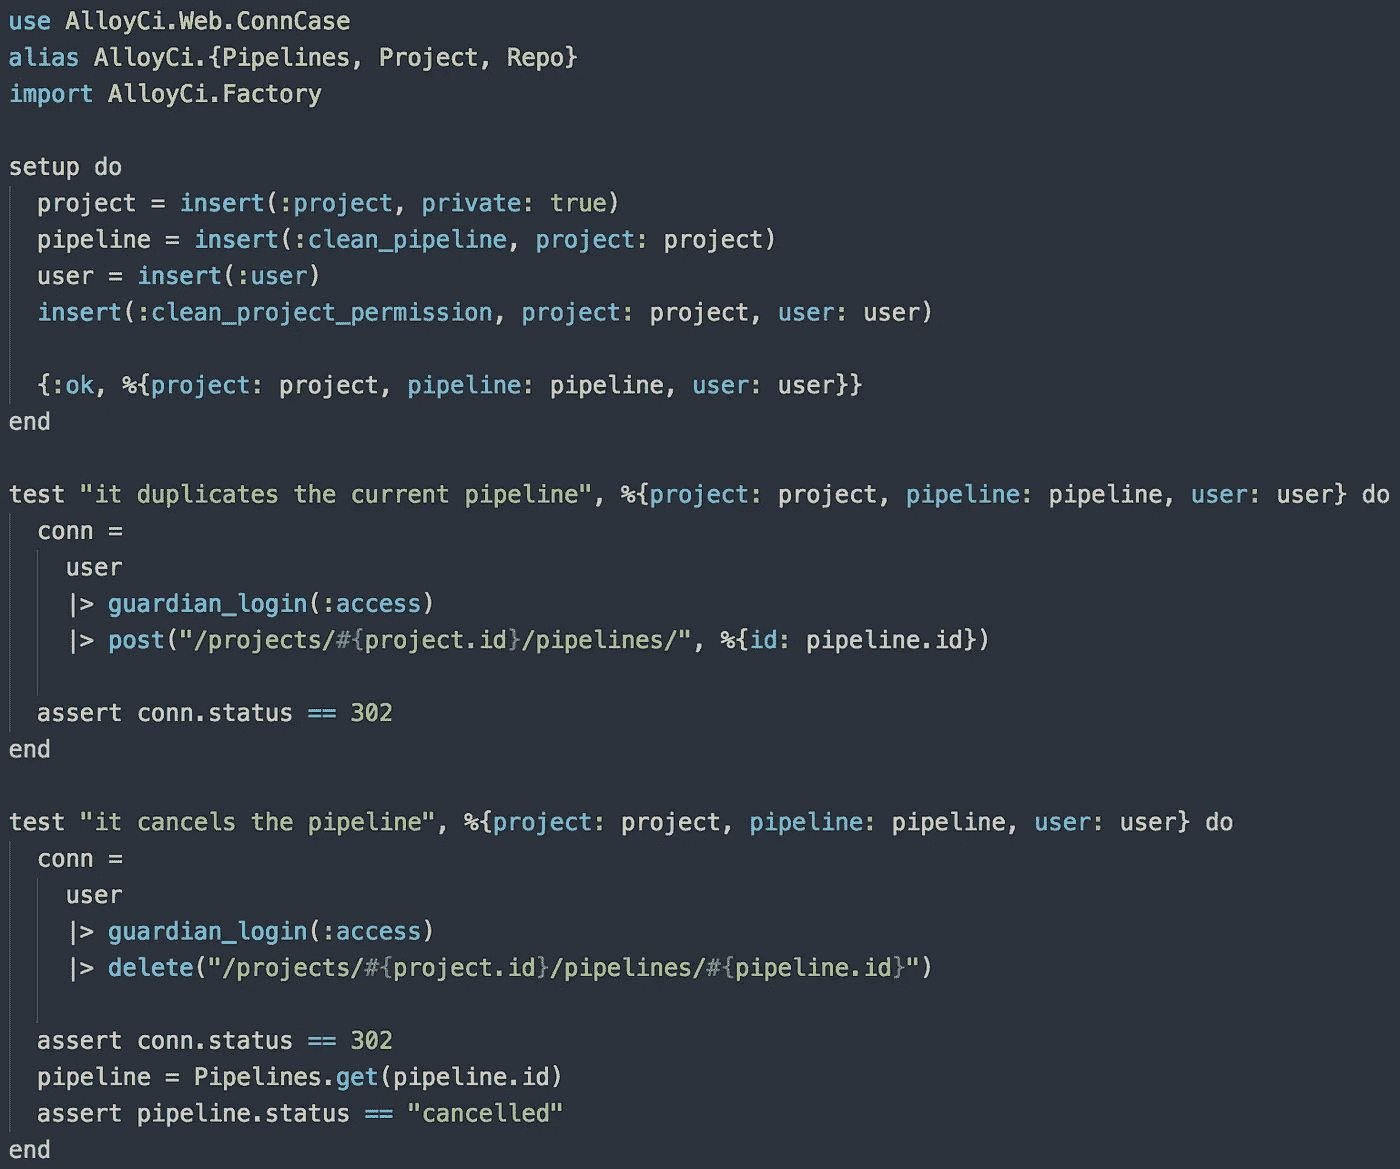 use AlloyCi.Web.ConnCase
alias AlloyCi.{Pipelines, Project, Repo}
import AlloyCi.Factory

setup do
  project = insert(:project, private: true)
  pipeline = insert(:clean_pipeline, project: project)
  user = insert(:user)
  insert(:clean_project_permission, project: project, user: user)

  {:ok, %{project: project, pipeline: pipeline, user: user}}
end

test "it duplicates the current pipeline", %{project: project, pipeline: pipeline, user: user} do
  conn =
    user
    |> guardian_login(:access)
    |> post("/projects/#{project.id}/pipelines/", %{id: pipeline.id})

  assert conn.status == 302
end

test "it cancels the pipeline", %{project: project, pipeline: pipeline, user: user} do
  conn =
    user
    |> guardian_login(:access)
    |> delete("/projects/#{project.id}/pipelines/#{pipeline.id}")

  assert conn.status == 302
  pipeline = Pipelines.get(pipeline.id)
  assert pipeline.status == "cancelled"
end